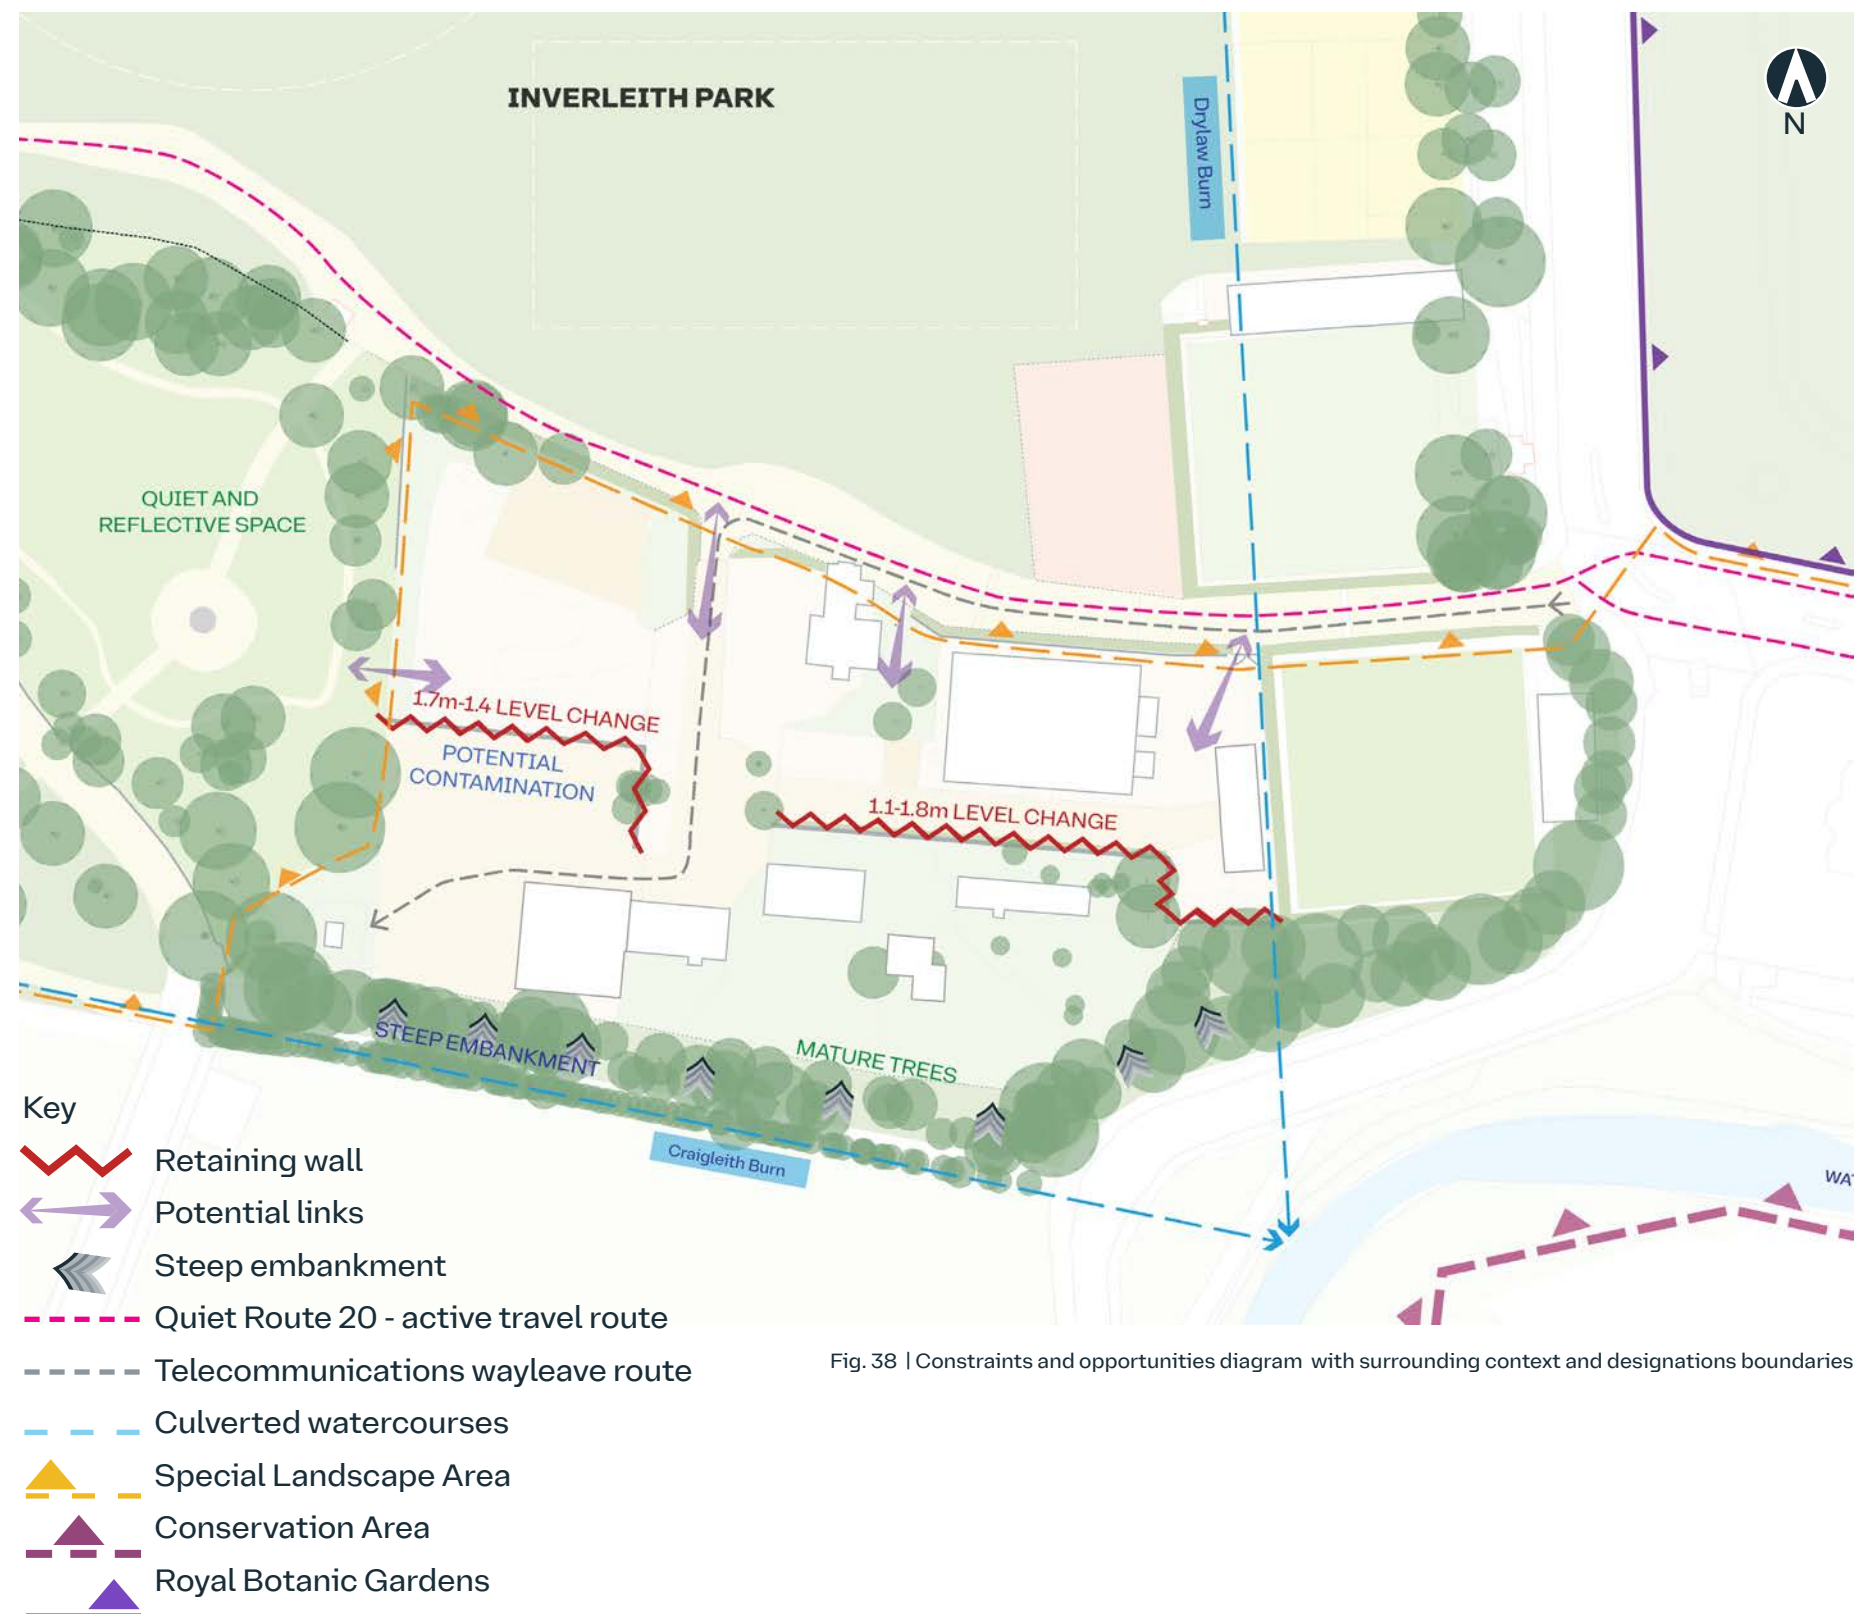 INVERLEITH PARK
N
Drylaw Burn
QUIET AND
REFLECTIVE SPACE
1.7m-1.4 LEVEL CHANGE
POTENTIAL
CONTAMINATION
1.1-1.8m LEVEL CHANGE
STEEP EMBANKMENT
MATURE TREES
Craigleith Burn
Key
Retaining wall
Potential links
Steep embankment
Quiet Route 20 - active travel route
Telecommunications wayleave route
Culverted watercourses
Special Landscape Area
Conservation Area
Royal Botanic Gardens
Fig. 38 | Constraints and opportunities diagram with surrounding context and designations boundaries